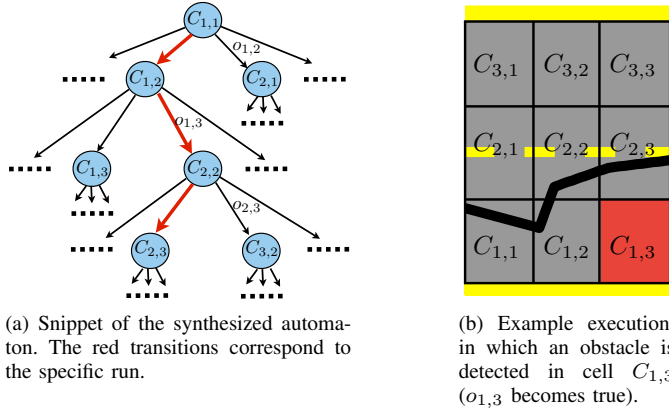 C1,1
o1,2
C1,2
C2,1
o1,3
C1,3
C2,2
o2,3
C2,3
C3,2
C3,1 C3,2 C3,3
C2,1 C2,2 C2,3
C1,1 C1,2 C1,3
(a) Snippet of the synthesized automa-
ton. The red transitions correspond to
the specific run.
(b) Example execution
in which an obstacle is
detected in cell C1,3
(o1,3 becomes true).